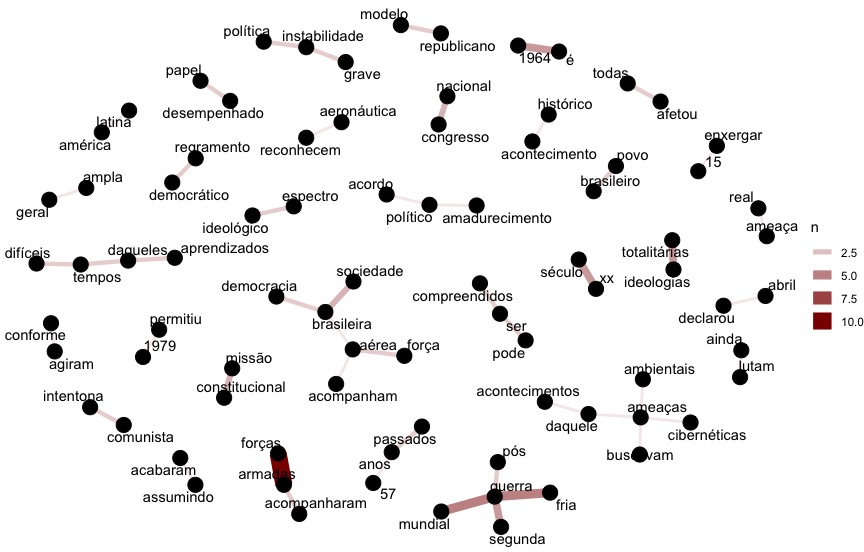 modelo
republicano
política
instabilidade
grave
1964
é
papel
desempenhado
nacional
congresso
todas
afetou
latina
américa
aeronáutica
reconhecem
histórico
acontecimento
enxergar
15
regramento
democrático
povo
brasileiro
ampla
geral
espectro
ideológico
acordo
político
amadurecimento
real
ameaça
n
2.5
5.0
7.5
10.0
difíceis
tempos
daqueles
aprendizados
século
xx
totalitárias
ideologias
democracia
sociedade
brasileira
aérea
força
acompanham
compreendidos
ser
pode
abril
declarou
conforme
agiram
permitiu
1979
missão
constitucional
ainda
lutam
intentona
comunista
acontecimentos
daquele
ambientais
ameaças
cibernéticas
buscavam
acabaram
assumindo
forças
armadas
acompanharam
passados
anos
57
pós
guerra
mundial
fria
segunda